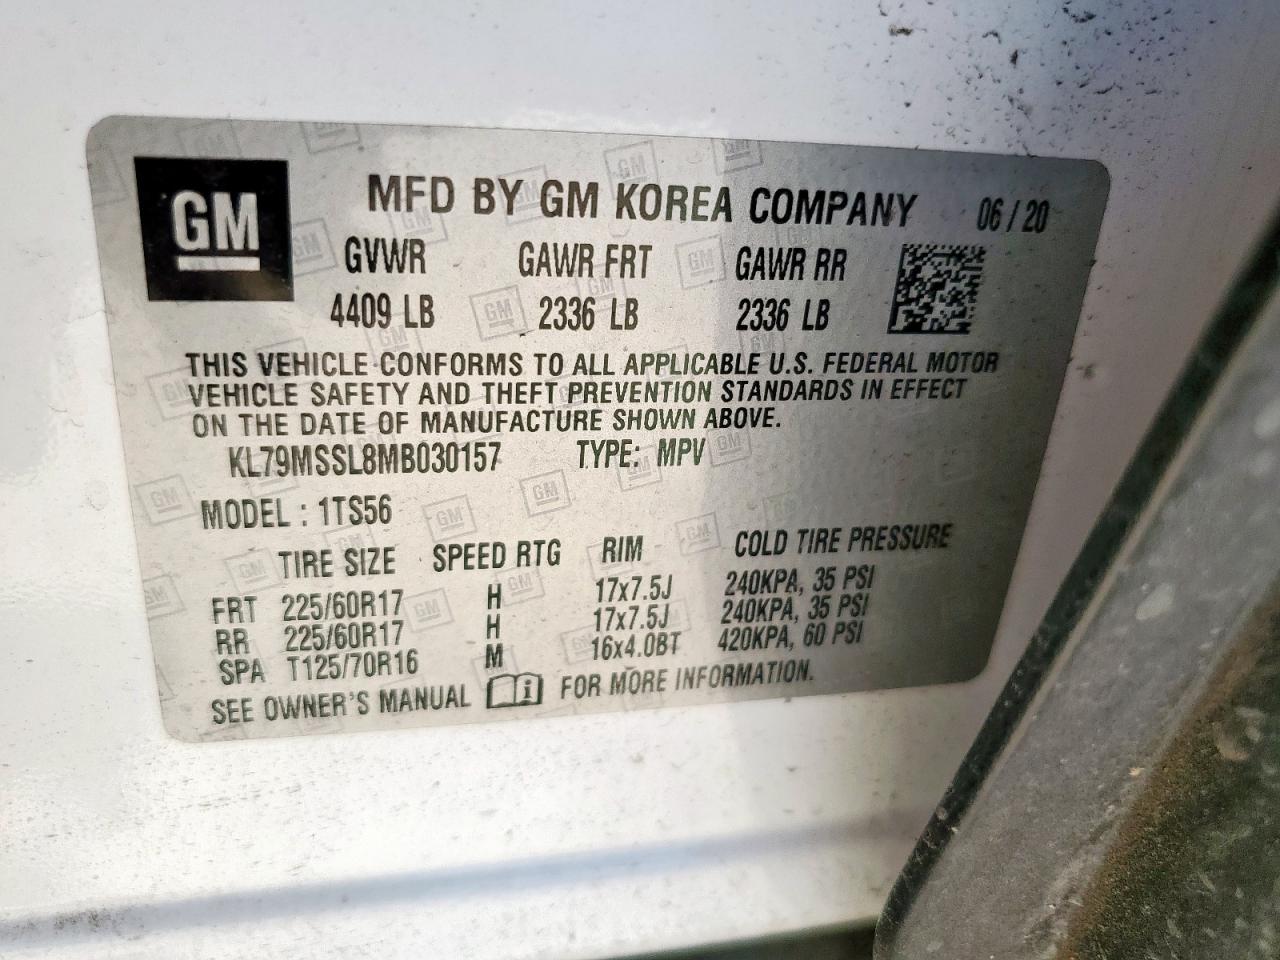 GM
MFD BY GM KOREA COMPANY 06/20
GVWR GAWR FRT GAWR RR
4409 LB 2336 LB 2336 LB
THIS VEHICLE CONFORMS TO ALL APPLICABLE U.S. FEDERAL MOTOR
VEHICLE SAFETY AND THEFT PREVENTION STANDARDS IN EFFECT
ON THE DATE OF MANUFACTURE SHOWN ABOVE.
KL79MSSL8MB030157 TYPE: MPV
MODEL : 1TS56
TIRE SIZE SPEED RTG RIM COLD TIRE PRESSURE
FRT 225/60R17 H 17x7.5J 240KPA, 35 PSI
RR 225/60R17 H 17x7.5J 240KPA, 35 PSI
SPA T125/70R16 M 16x4.0BT 420KPA, 60 PSI
SEE OWNER'S MANUAL i FOR MORE INFORMATION.